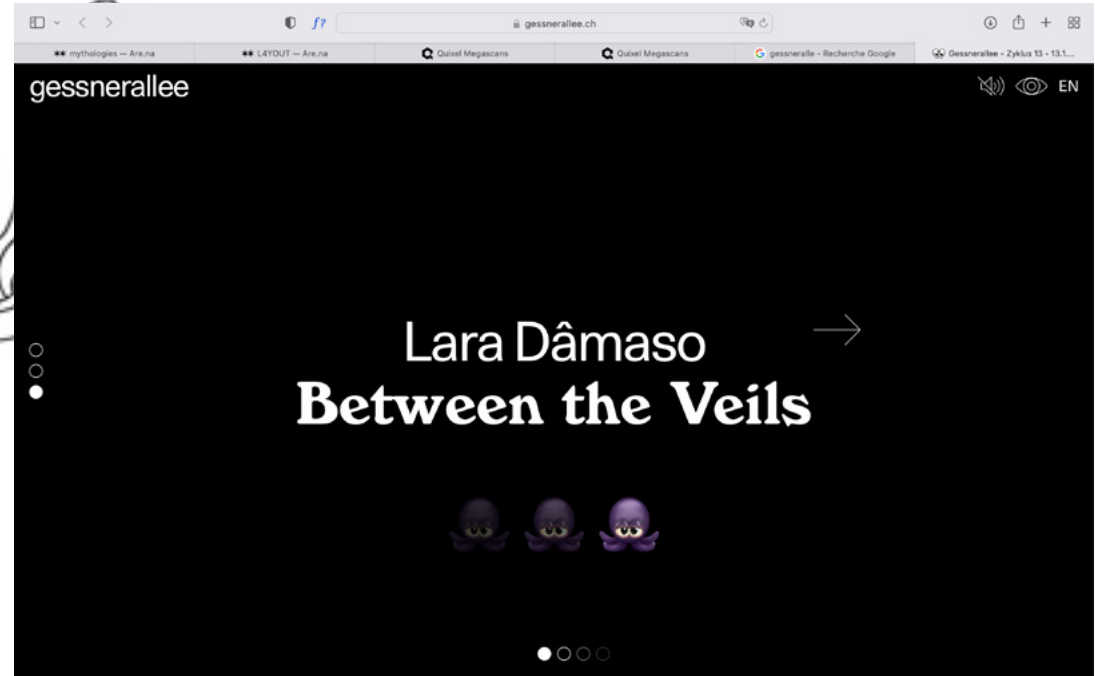 f?
gessnerallee.ch
** mythologies — Are.na
** L4YOUT — Are.na
Quixel Megascans
Quixel Megascans
gessneralle - Recherche Google
Gessnerallee - Zyklus 13 - 13.1....
gessnerallee
EN
Lara Dâmaso
Between the Veils